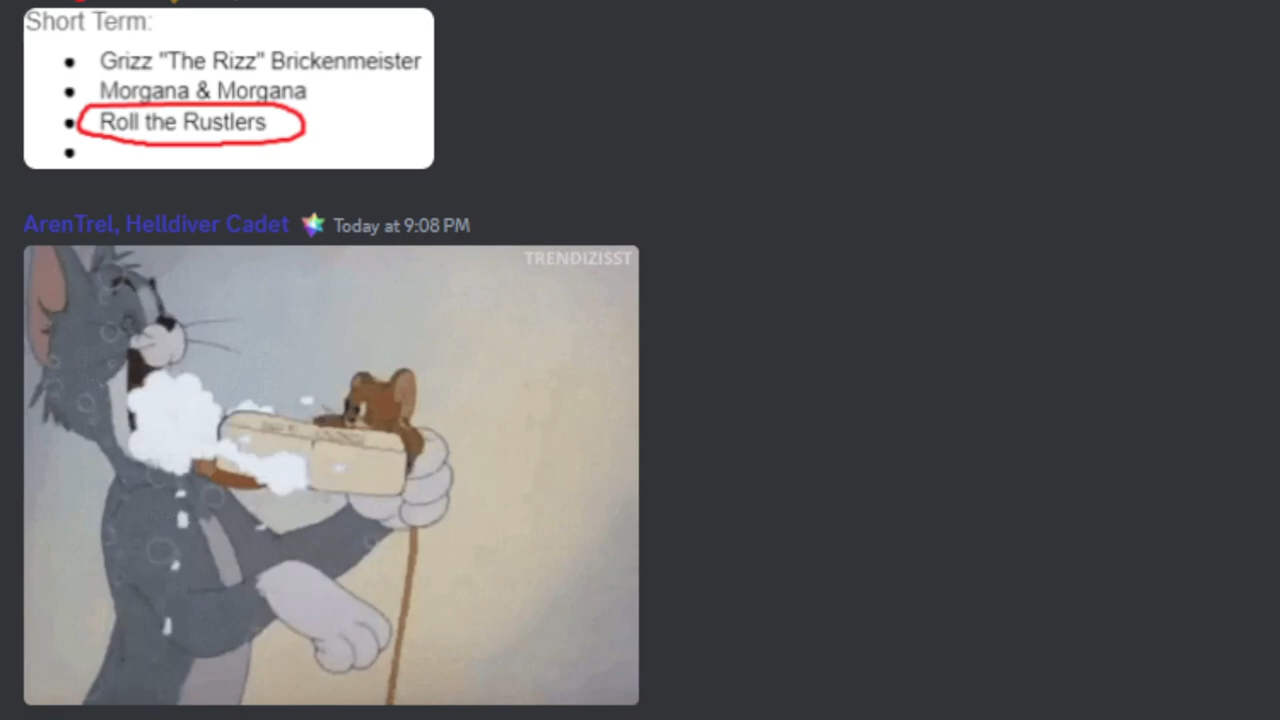 Short Term:
Grizz "The Rizz" Brickenmeister
Morgana & Morgana
Roll the Rustlers
ArenTrel, Helldiver Cadet Today at 9:08 PM
TRENDIZISST